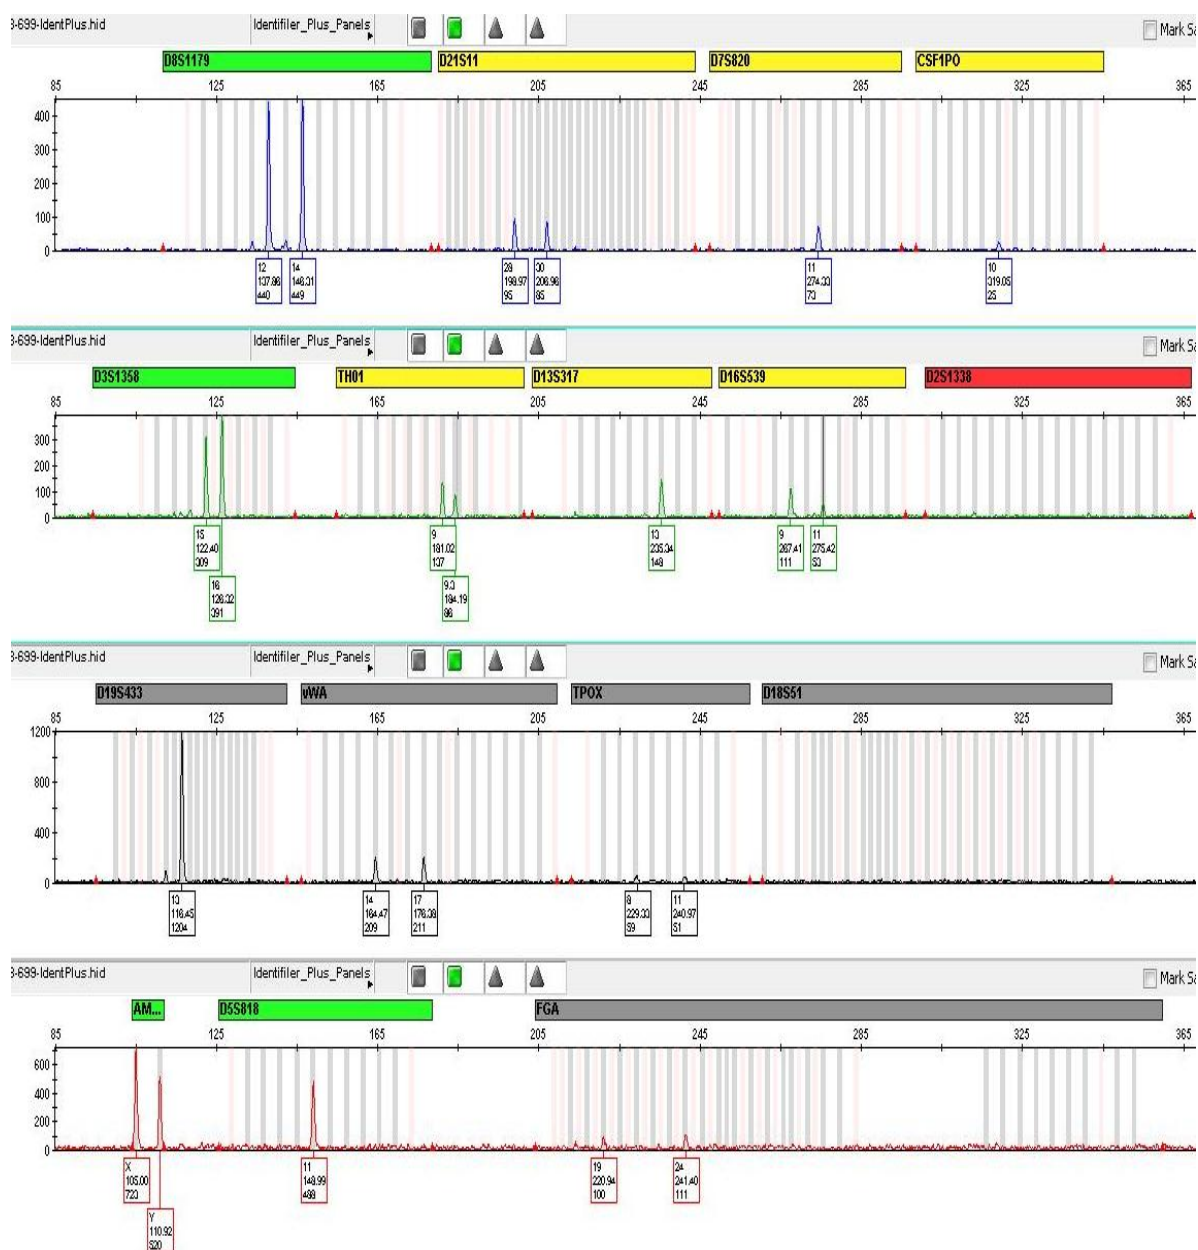 3-699-IdentPlus.hid Identifiler_Plus_Panels Mark Sa
D8S1179 D21S11 D7S820 CSF1PO
85 125 165 205 245 285 325 365
400
300
200
100
0
12 14 28 30 11 10
137.86 146.31 198.97 206.96 274.33 319.05
440 449 95 85 73 25
3-699-IdentPlus.hid Identifiler_Plus_Panels Mark Sa
D3S1358 TH01 D13S317 D16S539 D2S1338
85 125 165 205 245 285 325 365
300
200
100
0
15 9 13 9 11
122.40 181.02 235.34 267.41 275.42
309 137 148 111 53
16 9.3
126.32 184.19
391 86
3-699-IdentPlus.hid Identifiler_Plus_Panels Mark Sa
D19S433 vWA TPOX D18S51
85 125 165 205 245 285 325 365
1200
800
400
0
13 14 17 8 11
116.45 164.47 176.38 229.33 240.97
1204 209 211 59 51
3-699-IdentPlus.hid Identifiler_Plus_Panels Mark Sa
AM... D5S818 FGA
85 125 165 205 245 285 325 365
600
400
200
0
X 11 19 24
105.00 148.99 220.94 241.40
723 488 100 111
Y
110.92
520